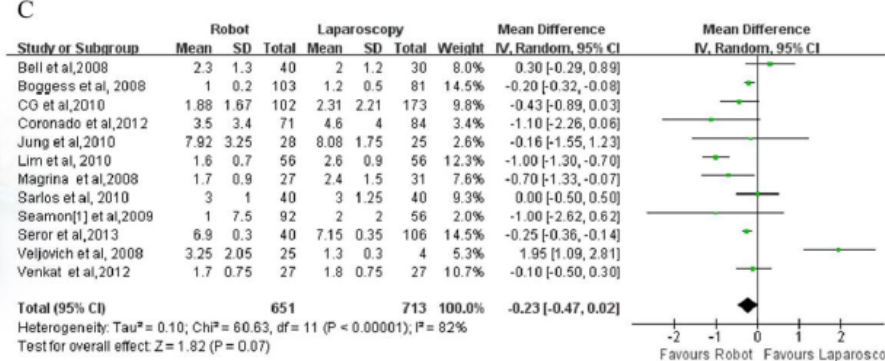 C
Robot Laparoscopy Mean Difference Mean Difference
Study or Subgroup Mean SD Total Mean SD Total Weight IV, Random, 95% CI IV, Random, 95% CI
Bell et al,2008 2.3 1.3 40 2 1.2 30 8.0% 0.30 [-0.29, 0.89]
Boggess et al, 2008 1 0.2 103 1.2 0.5 81 14.5% -0.20 [-0.32, -0.08]
CG et al,2010 1.88 1.67 102 2.31 2.21 173 9.8% -0.43 [-0.89, 0.03]
Coronado et al,2012 3.5 3.4 71 4.6 4 84 3.4% -1.10 [-2.26, 0.06]
Jung et al,2010 7.92 3.25 28 8.08 1.75 25 2.6% -0.16 [-1.55, 1.23]
Lim et al, 2010 1.6 0.7 56 2.6 0.9 56 12.3% -1.00 [-1.30, -0.70]
Magrina et al,2008 1.7 0.9 27 2.4 1.5 31 7.6% -0.70 [-1.33, -0.07]
Sarlos et al, 2010 3 1 40 3 1.25 40 9.3% 0.00 [-0.50, 0.50]
Seamon[1] et al,2009 1 7.5 92 2 2 56 2.0% -1.00 [-2.62, 0.62]
Seror et al,2013 6.9 0.3 40 7.15 0.35 106 14.5% -0.25 [-0.36, -0.14]
Veljovich et al, 2008 3.25 2.05 25 1.3 0.3 4 5.3% 1.95 [1.09, 2.81]
Venkat et al,2012 1.7 0.75 27 1.8 0.75 27 10.7% -0.10 [-0.50, 0.30]
Total (95% CI) 651 713 100.0% -0.23 [-0.47, 0.02]
Heterogeneity: Tau² = 0.10; Chi² = 60.63, df = 11 (P < 0.00001); I² = 82%
Test for overall effect: Z = 1.82 (P = 0.07)
-2 -1 0 1 2
Favours Robot Favours Laparosco